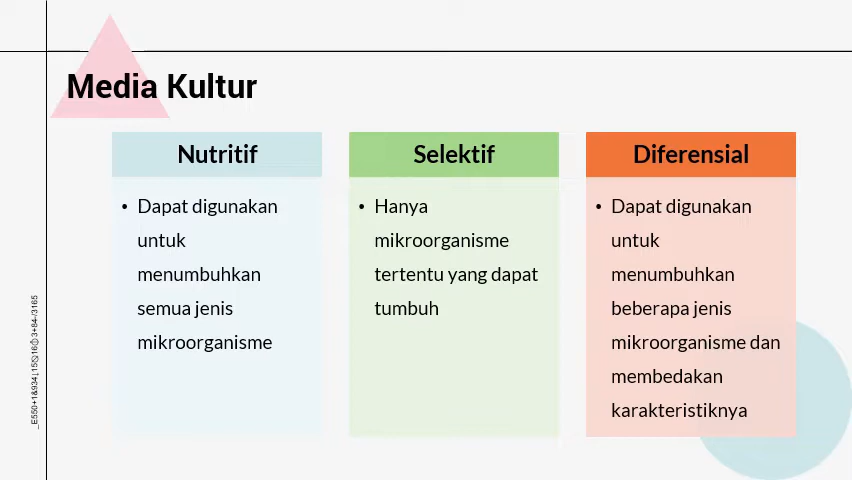 Media Kultur
Nutritif
• Dapat digunakan
untuk
menumbuhkan
semua jenis
mikroorganisme
Selektif
• Hanya
mikroorganisme
tertentu yang dapat
tumbuh
Diferensial
• Dapat digunakan
untuk
menumbuhkan
beberapa jenis
mikroorganisme dan
membedakan
karakteristiknya